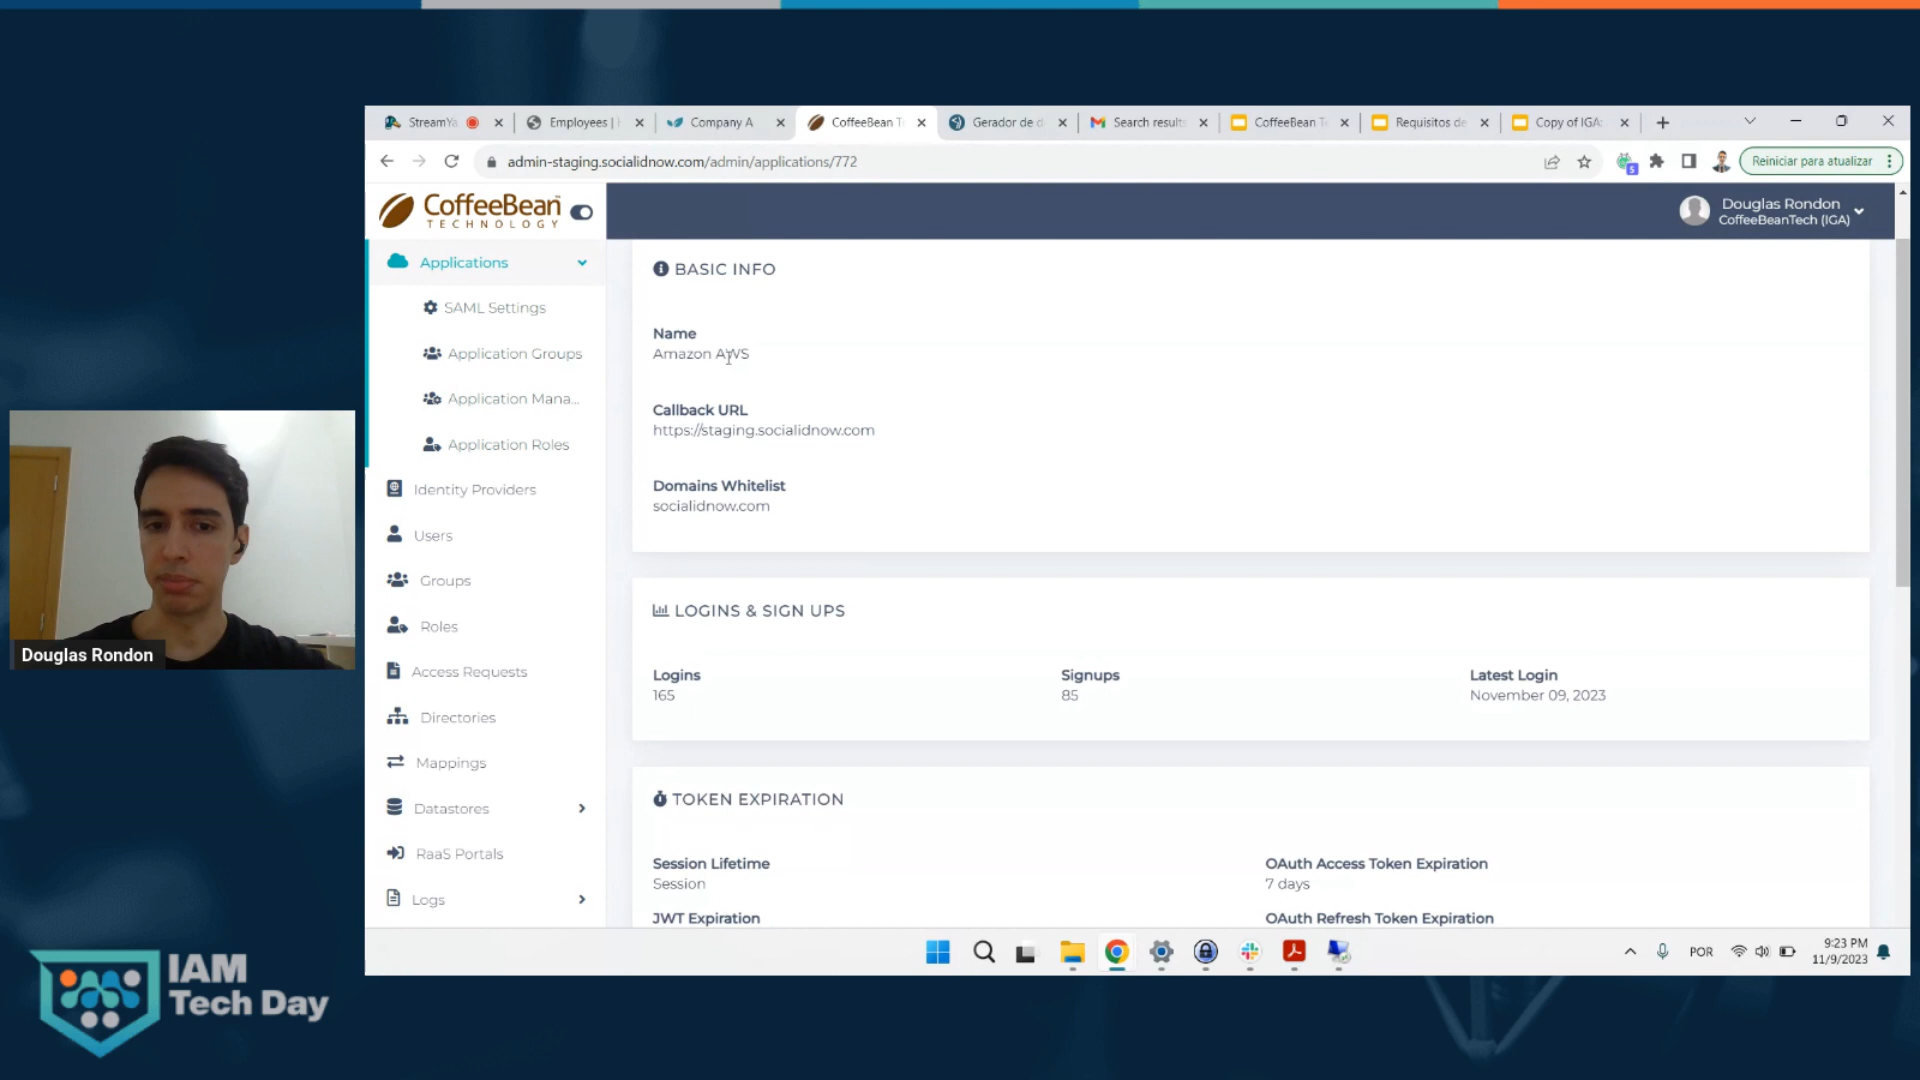 StreamYa
Employees |
Company A
CoffeeBean T
Gerador de d
Search results
CoffeeBean T
Requisitos de
Copy of IGA:
admin-staging.socialidnow.com/admin/applications/772
5
Reiniciar para atualizar
CoffeeBean™
TECHNOLOGY
Douglas Rondon
CoffeeBeanTech (IGA)
Applications
SAML Settings
Application Groups
Application Mana...
Application Roles
Identity Providers
Users
Groups
Roles
Access Requests
Directories
Mappings
Datastores
RaaS Portals
Logs
BASIC INFO
Name
Amazon AWS
Callback URL
https://staging.socialidnow.com
Domains Whitelist
socialidnow.com
LOGINS & SIGN UPS
Logins
165
Signups
85
Latest Login
November 09, 2023
TOKEN EXPIRATION
Session Lifetime
Session
OAuth Access Token Expiration
7 days
JWT Expiration
OAuth Refresh Token Expiration
POR
9:23 PM
11/9/2023
Douglas Rondon
IAM
Tech Day